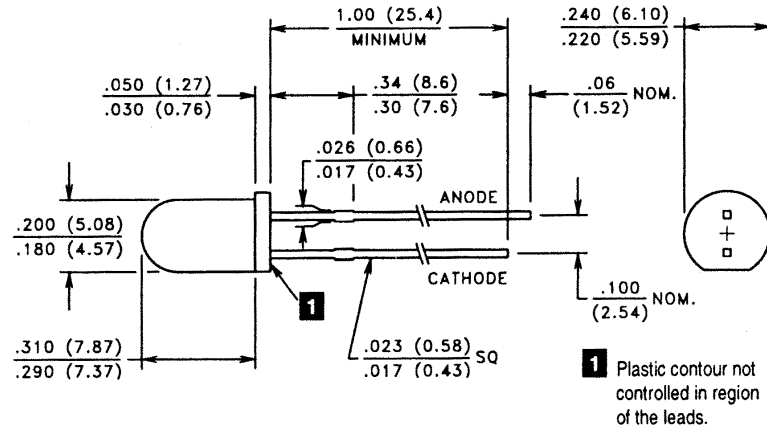 1.00 (25.4)
MINIMUM
.240 (6.10)
.220 (5.59)
.050 (1.27)
.030 (0.76)
.34 (8.6)
.30 (7.6)
.06 NOM.
(1.52)
.026 (0.66)
.017 (0.43)
ANODE
.200 (5.08)
.180 (4.57)
CATHODE
1
.100 NOM.
(2.54)
.310 (7.87)
.290 (7.37)
.023 (0.58) SQ
.017 (0.43)
1 Plastic contour not
controlled in region
of the leads.